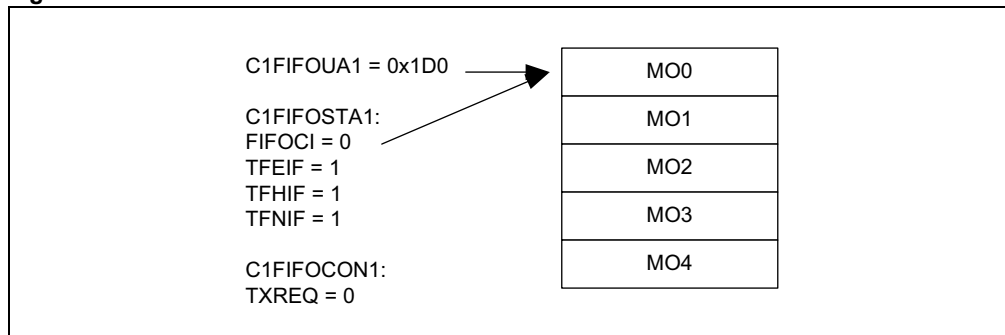 C1FIFOUA1 = 0x1D0
C1FIFOSTA1:
FIFOCI = 0
TFEIF = 1
TFHIF = 1
TFNIF = 1
C1FIFOCON1:
TXREQ = 0
MO0
MO1
MO2
MO3
MO4